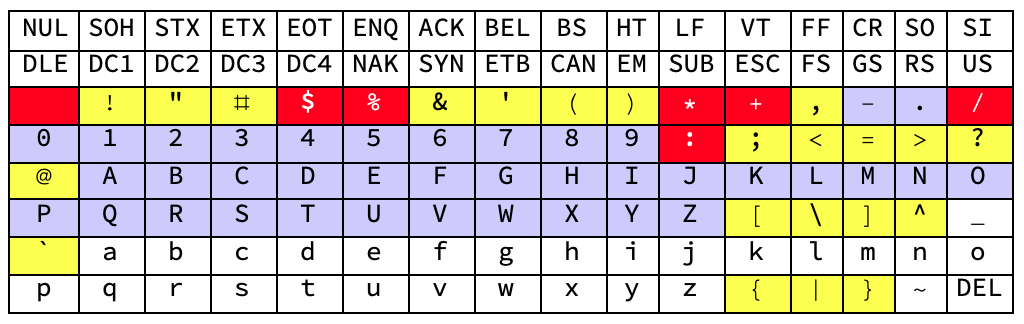 NUL SOH STX ETX EOT ENQ ACK BEL BS HT LF VT FF CR SO SI
DLE DC1 DC2 DC3 DC4 NAK SYN ETB CAN EM SUB ESC FS GS RS US
! " # $ % & ' ( ) * + , - . /
0 1 2 3 4 5 6 7 8 9 : ; < = > ?
@ A B C D E F G H I J K L M N O
P Q R S T U V W X Y Z [ \ ] ^ _
` a b c d e f g h i j k l m n o
p q r s t u v w x y z { | } ~ DEL